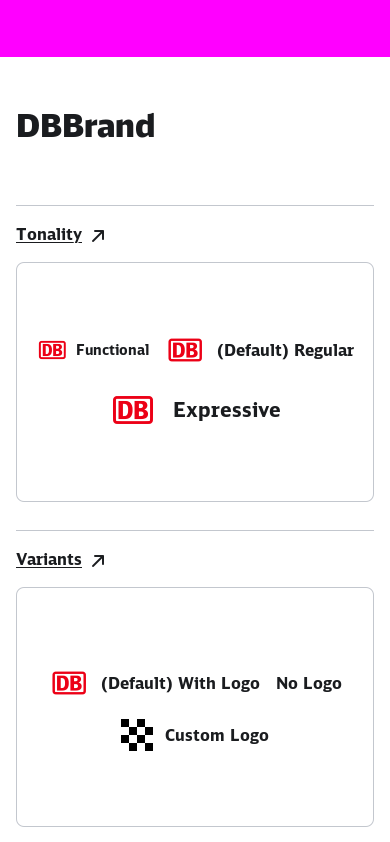 DBBrand
Tonality
DB Functional DB (Default) Regular
DB Expressive
Variants
DB (Default) With Logo No Logo
Custom Logo